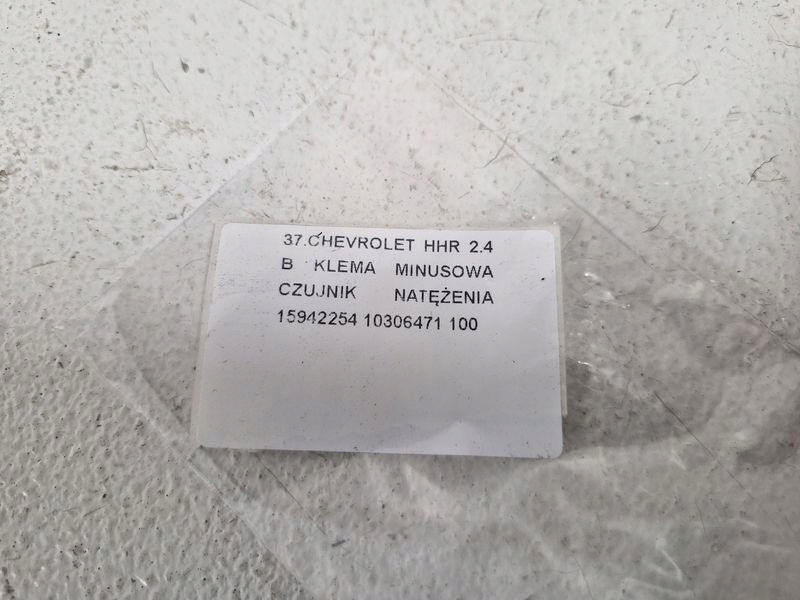 37.CHEVROLET HHR 2.4
B KLEMA MINUSOWA
CZUJNIK NATĘŻENIA
15942254 10306471 100